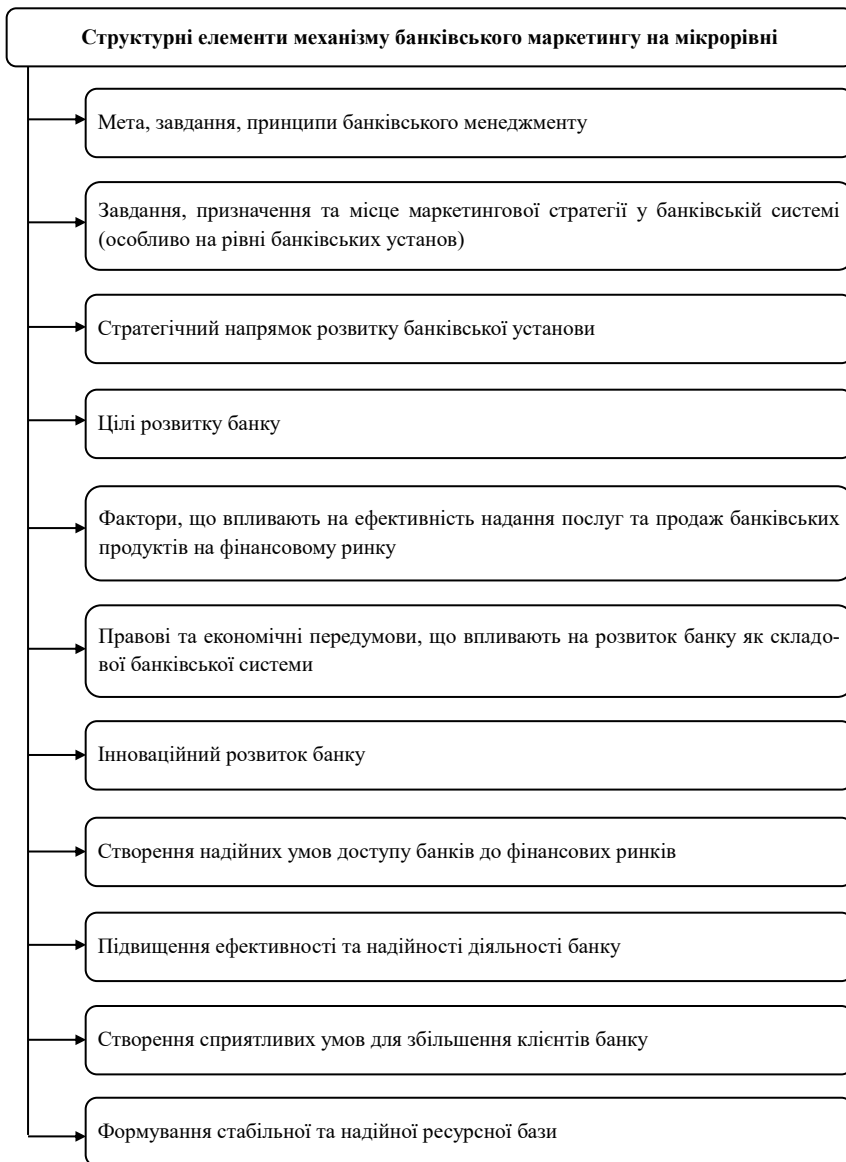 Структурні елементи механізму банківського маркетингу на мікрорівні
Мета, завдання, принципи банківського менеджменту
Завдання, призначення та місце маркетингової стратегії у банківській системі
(особливо на рівні банківських установ)
Стратегічний напрямок розвитку банківської установи
Цілі розвитку банку
Фактори, що впливають на ефективність надання послуг та продаж банківських
продуктів на фінансовому ринку
Правові та економічні передумови, що впливають на розвиток банку як складо-
вої банківської системи
Інноваційний розвиток банку
Створення надійних умов доступу банків до фінансових ринків
Підвищення ефективності та надійності діяльності банку
Створення сприятливих умов для збільшення клієнтів банку
Формування стабільної та надійної ресурсної бази